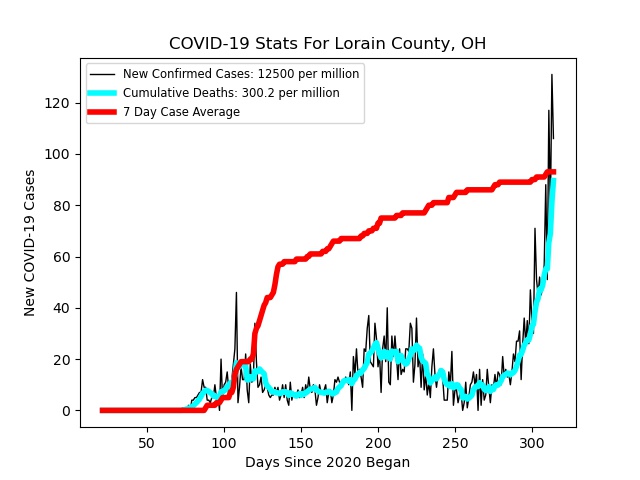 COVID-19 Stats For Lorain County, OH
New Confirmed Cases: 12500 per million
Cumulative Deaths: 300.2 per million
7 Day Case Average
New COVID-19 Cases
120
100
80
60
40
20
0
50 100 150 200 250 300
Days Since 2020 Began